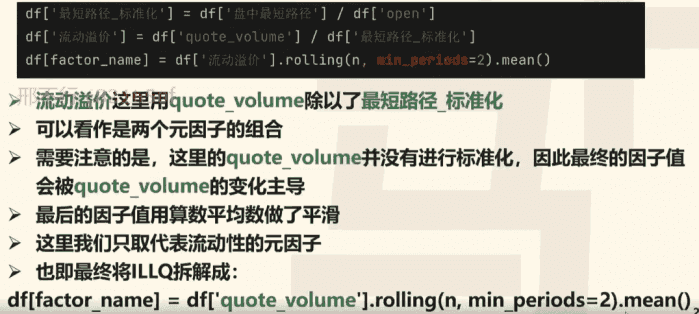 df['最短路径_标准化'] = df['盘中最短路径'] / df['open']
df['流动溢价'] = df['quote_volume'] / df['最短路径_标准化']
df[factor_name] = df['流动溢价'].rolling(n, min_periods=2).mean()
流动溢价这里用quote_volume除以了最短路径_标准化
可以看作是两个元因子的组合
需要注意的是，这里的quote_volume并没有进行标准化，因此最终的因子值
会被quote_volume的变化主导
最后的因子值用算数平均数做了平滑
这里我们只取代表流动性的元因子
也即最终将ILLQ拆解成：
df[factor_name] = df['quote_volume'].rolling(n, min_periods=2).mean()